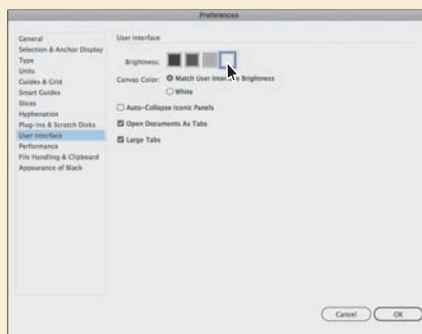 Preferences
General
Selection & Anchor Display
Type
Units
Guides & Grid
Smart Guides
Slices
Hyphenation
Plug-ins & Scratch Disks
User Interface
Performance
File Handling & Clipboard
Appearance of Black
User Interface
Brightness:
Canvas Color: Match User Interface Brightness
White
Auto-Collapse Iconic Panels
Open Documents As Tabs
Large Tabs
Cancel OK